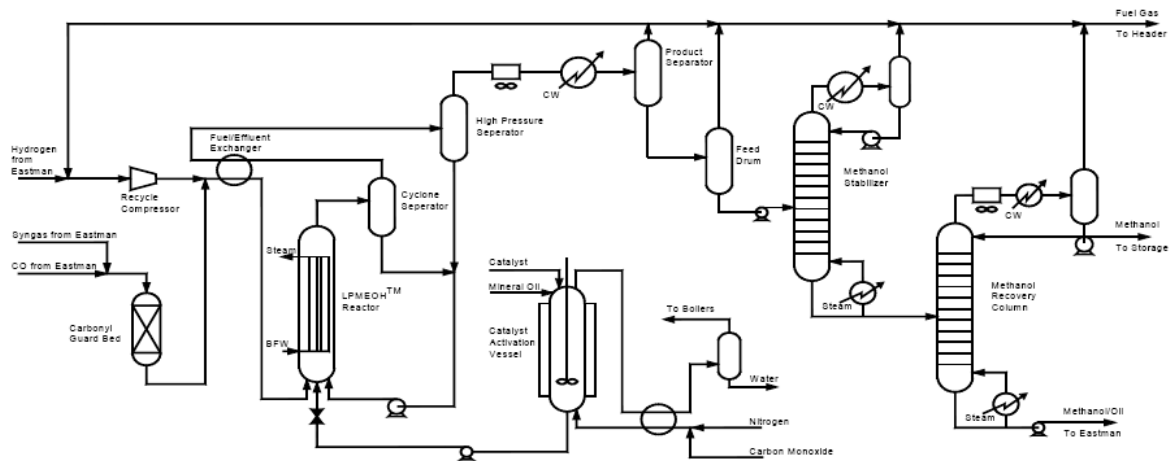 Fuel Gas
To Header
Product
Separator
CW
High Pressure
Seperator
Fuel/Effluent
Exchanger
Hydrogen
from
Eastman
Recycle
Compressor
Cyclone
Seperator
Feed
Drum
CW
Methanol
Stabilizer
CW
Methanol
To Storage
Syngas from Eastman
CO from Eastman
Carbonyl
Guard Bed
Steam
LPMEOH™
Reactor
BFW
Catalyst
Mineral Oil
Catalyst
Activation
Vessel
To Boilers
Water
Nitrogen
Carbon Monoxide
Steam
Methanol
Recovery
Column
Steam
Methanol/Oil
To Eastman